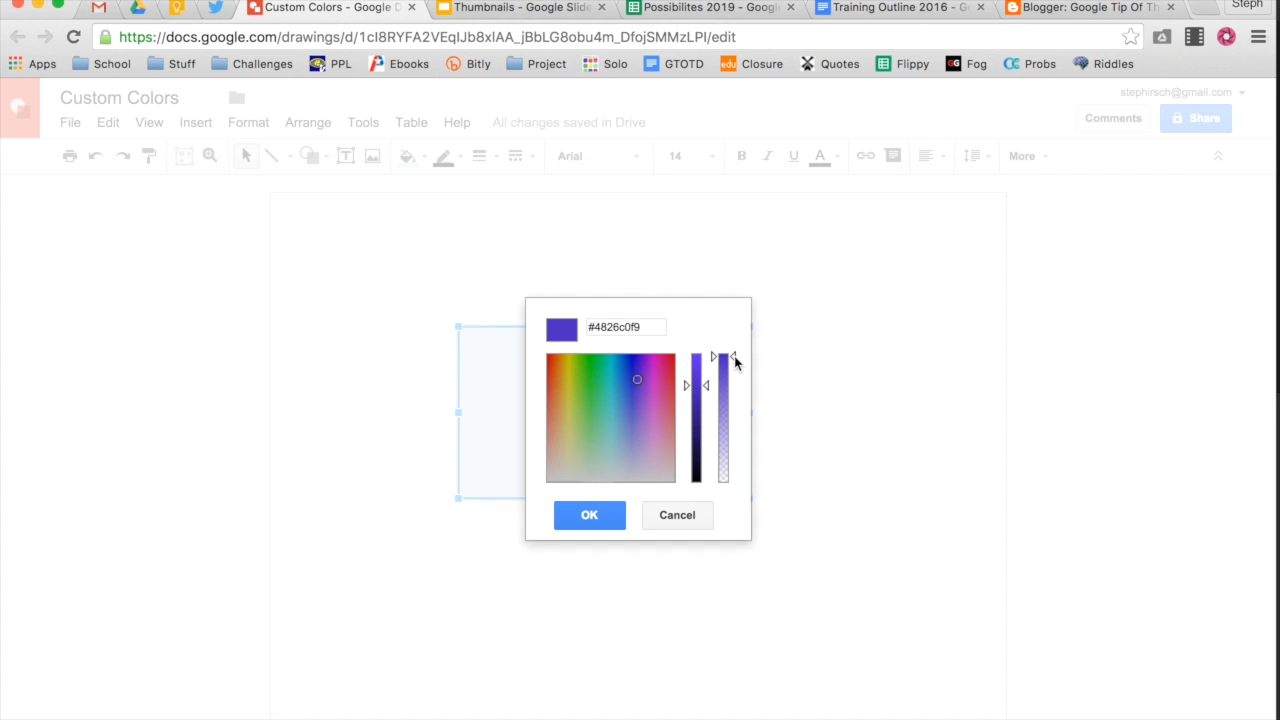 Custom Colors - Google D
Thumbnails - Google Slide
Possibilites 2019 - Goog
Training Outline 2016 - G
Blogger: Google Tip Of Th
Steph
https://docs.google.com/drawings/d/1cI8RYFA2VEqIJb8xIAA_jBbLG8obu4m_DfojSMMzLPI/edit
Apps School Stuff Challenges PPL Ebooks Bitly Project Solo GTOTD edu Closure Quotes Flippy GG Fog Probs Riddles
Custom Colors
stephirsch@gmail.com
File Edit View Insert Format Arrange Tools Table Help All changes saved in Drive
Comments
Share
Arial 14 B I U A More
#4826c0f9
OK Cancel